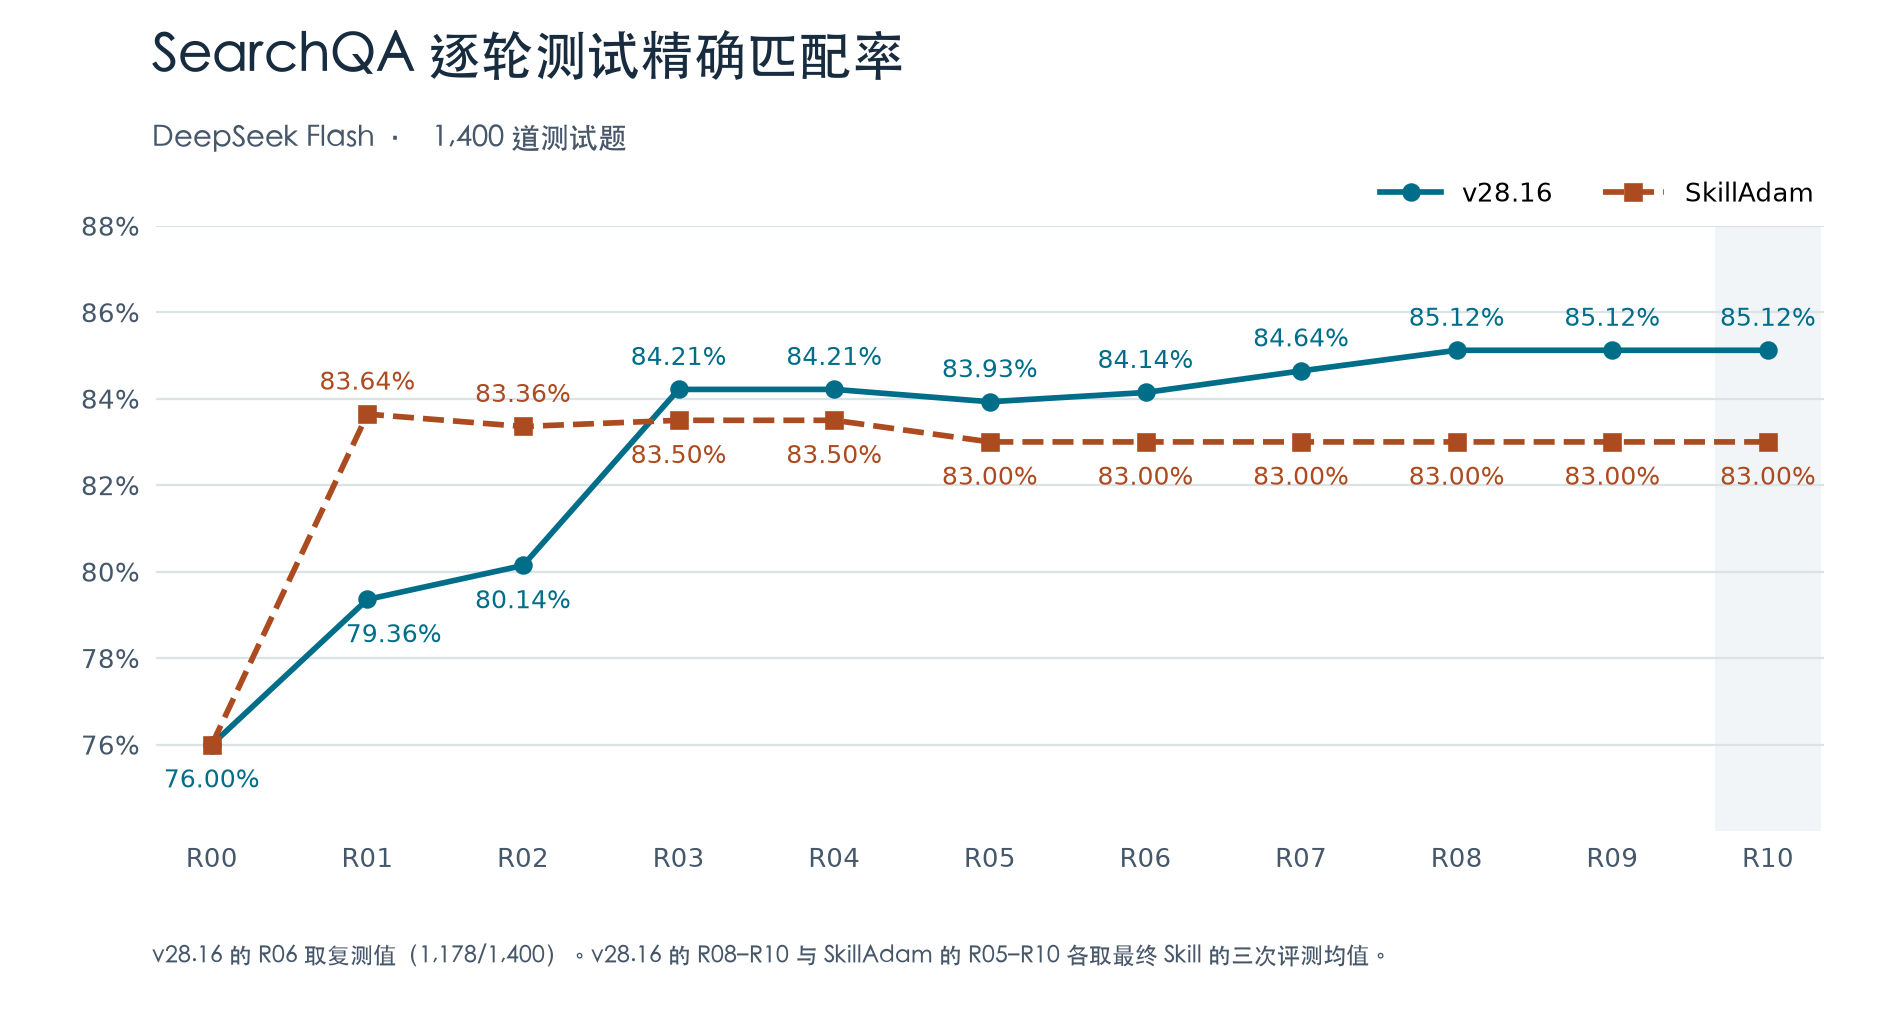 SearchQA 逐轮测试精确匹配率
DeepSeek Flash · 1,400 道测试题
v28.16 SkillAdam
88%
86%
84%
82%
80%
78%
76%
85.12% 85.12% 85.12%
84.64%
84.21% 84.21% 83.93% 84.14%
83.64% 83.36%
83.50% 83.50%
83.00% 83.00% 83.00% 83.00% 83.00% 83.00%
80.14%
79.36%
76.00%
R00 R01 R02 R03 R04 R05 R06 R07 R08 R09 R10
v28.16 的 R06 取复测值（1,178/1,400）。v28.16 的 R08–R10 与 SkillAdam 的 R05–R10 各取最终 Skill 的三次评测均值。